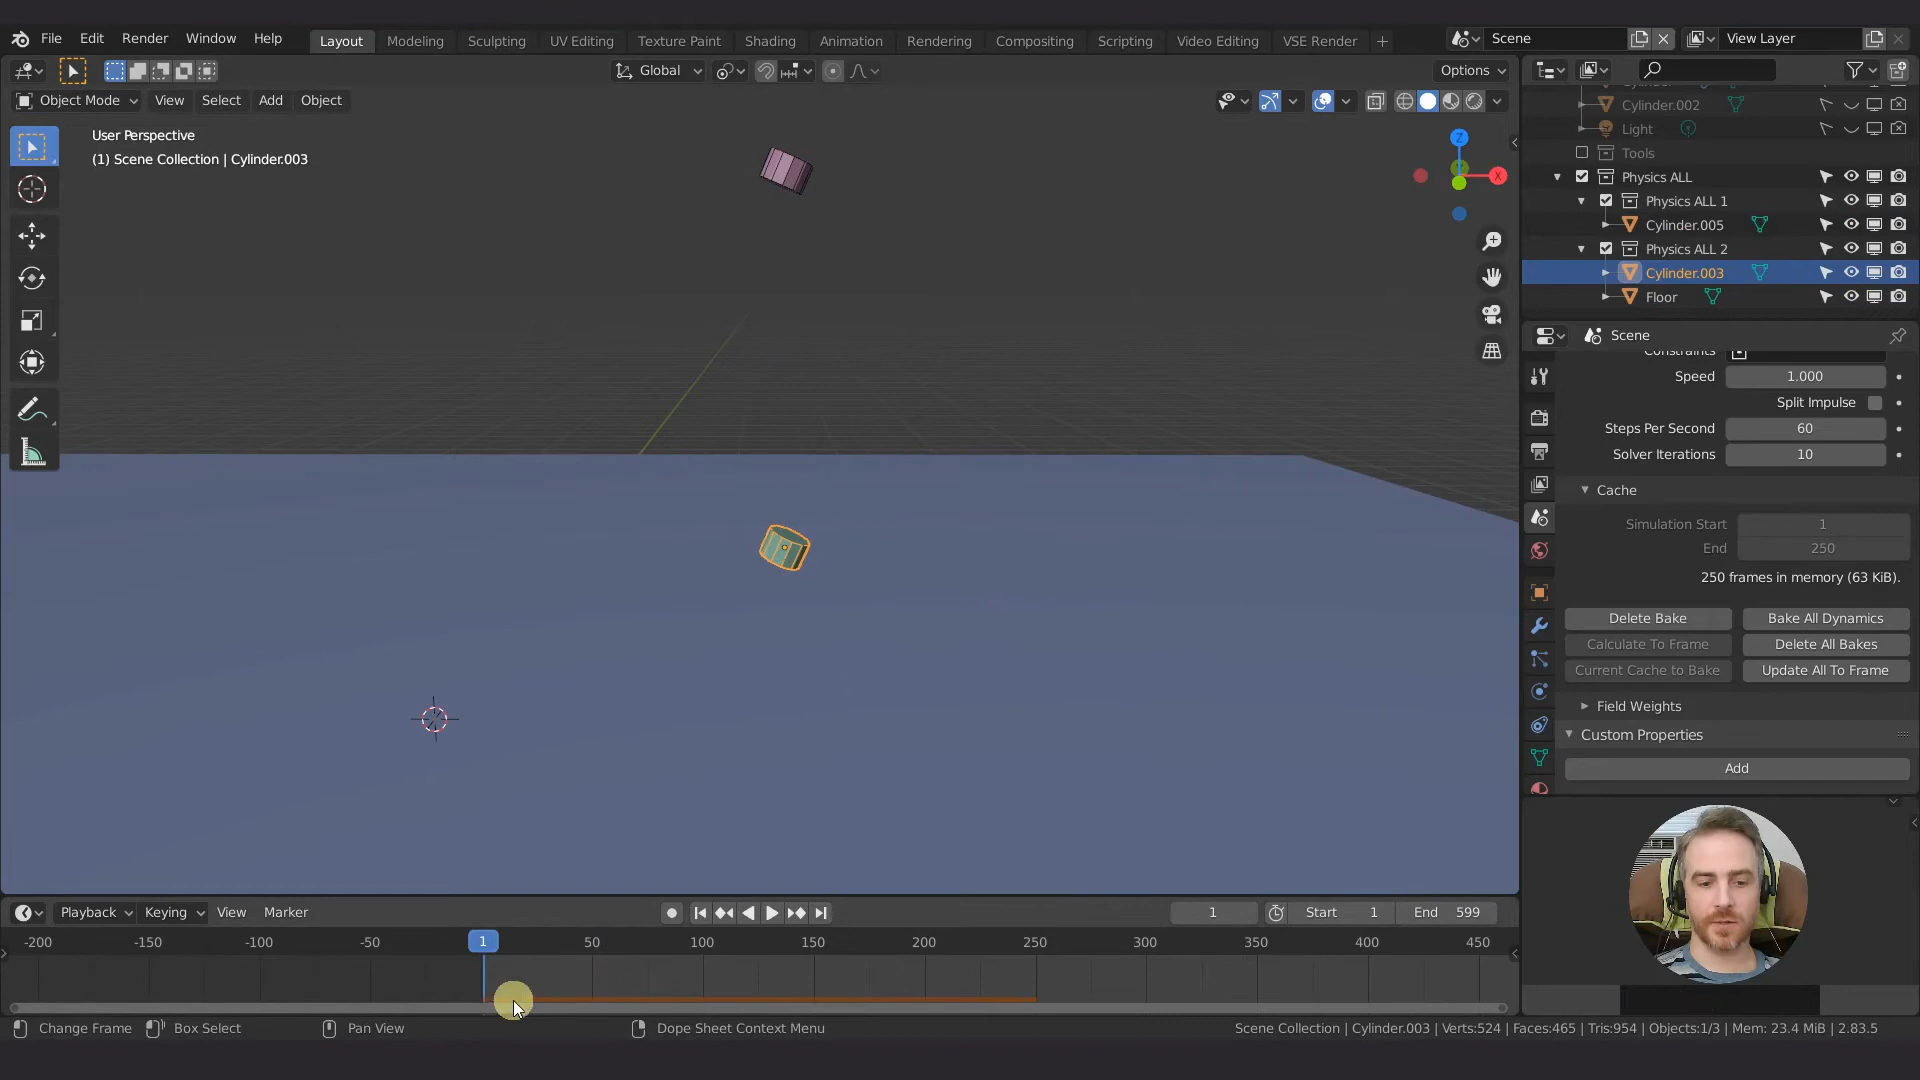 File Edit Render Window Help Layout Modeling Sculpting UV Editing Texture Paint Shading Animation Rendering Compositing Scripting Video Editing VSE Render + Scene View Layer
Global Options
Object Mode View Select Add Object
User Perspective
(1) Scene Collection | Cylinder.003
Z
X
Cylinder.002
Light
Tools
Physics ALL
Physics ALL 1
Cylinder.005
Physics ALL 2
Cylinder.003
Floor
Scene
Constraints
Speed 1.000
Split Impulse
Steps Per Second 60
Solver Iterations 10
Cache
Simulation Start 1
End 250
250 frames in memory (63 KiB).
Delete Bake Bake All Dynamics
Calculate To Frame Delete All Bakes
Current Cache to Bake Update All To Frame
Field Weights
Custom Properties
Add
Playback Keying View Marker 1 Start 1 End 599
-200 -150 -100 -50 1 50 100 150 200 250 300 350 400 450
Change Frame Box Select Pan View Dope Sheet Context Menu Scene Collection | Cylinder.003 | Verts:524 | Faces:465 | Tris:954 | Objects:1/3 | Mem: 23.4 MiB | 2.83.5